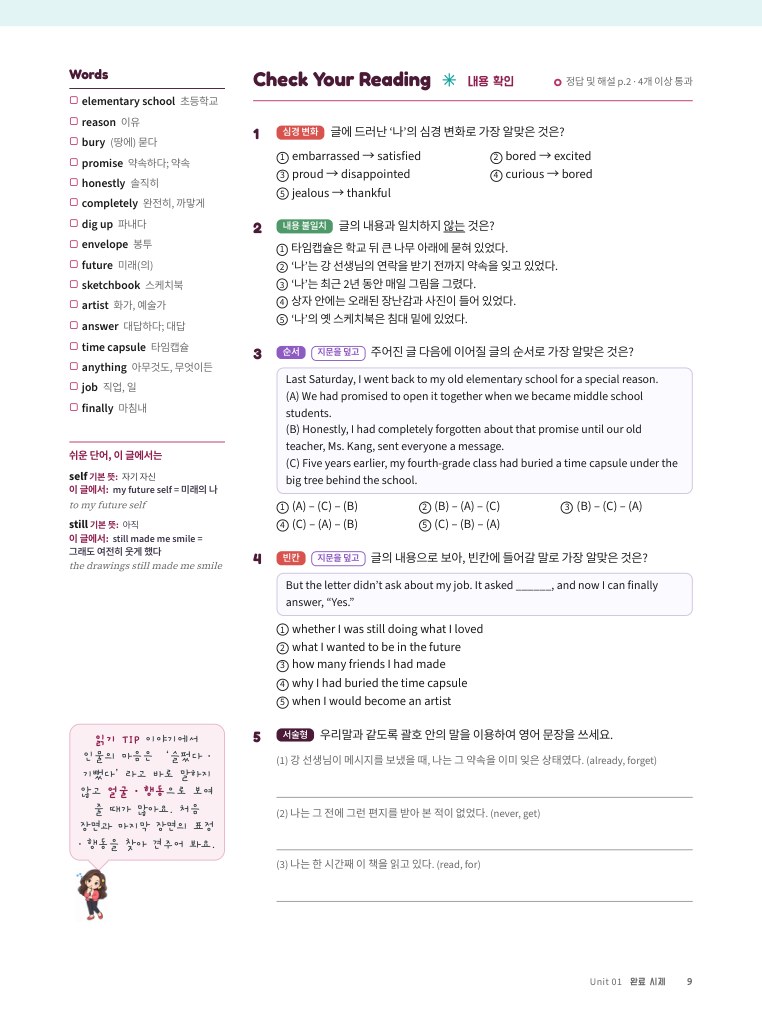 Words
elementary school 초등학교
reason 이유
bury (땅에) 묻다
promise 약속하다; 약속
honestly 솔직히
completely 완전히, 까맣게
dig up 파내다
envelope 봉투
future 미래(의)
sketchbook 스케치북
artist 화가, 예술가
answer 대답하다; 대답
time capsule 타임캡슐
anything 아무것도, 무엇이든
job 직업, 일
finally 마침내
쉬운 단어, 이 글에서는
self 기본 뜻: 자기 자신
이 글에서: my future self = 미래의 나
to my future self
still 기본 뜻: 아직
이 글에서: still made me smile =
그래도 여전히 웃게 했다
the drawings still made me smile
읽기 TIP 이야기에서
인물의 마음은 ‘슬펐다 ·
기뻤다’ 라고 바로 말하지
않고 얼굴 · 행동으로 보여
줄 때가 많아요. 처음
장면과 마지막 장면의 표정
· 행동을 찾아 견주어 봐요.
Check Your Reading ✳ 내용 확인
정답 및 해설 p.2 · 4개 이상 통과
1 심경 변화 글에 드러난 ‘나’의 심경 변화로 가장 알맞은 것은?
① embarrassed → satisfied ② bored → excited
③ proud → disappointed ④ curious → bored
⑤ jealous → thankful
2 내용 불일치 글의 내용과 일치하지 않는 것은?
① 타임캡슐은 학교 뒤 큰 나무 아래에 묻혀 있었다.
② ‘나’는 강 선생님의 연락을 받기 전까지 약속을 잊고 있었다.
③ ‘나’는 최근 2년 동안 매일 그림을 그렸다.
④ 상자 안에는 오래된 장난감과 사진이 들어 있었다.
⑤ ‘나’의 옛 스케치북은 침대 밑에 있었다.
3 순서 지문을 덮고 주어진 글 다음에 이어질 글의 순서로 가장 알맞은 것은?
Last Saturday, I went back to my old elementary school for a special reason.
(A) We had promised to open it together when we became middle school
students.
(B) Honestly, I had completely forgotten about that promise until our old
teacher, Ms. Kang, sent everyone a message.
(C) Five years earlier, my fourth-grade class had buried a time capsule under the
big tree behind the school.
① (A) – (C) – (B) ② (B) – (A) – (C) ③ (B) – (C) – (A)
④ (C) – (A) – (B) ⑤ (C) – (B) – (A)
4 빈칸 지문을 덮고 글의 내용으로 보아, 빈칸에 들어갈 말로 가장 알맞은 것은?
But the letter didn’t ask about my job. It asked ______, and now I can finally
answer, “Yes.”
① whether I was still doing what I loved
② what I wanted to be in the future
③ how many friends I had made
④ why I had buried the time capsule
⑤ when I would become an artist
5 서술형 우리말과 같도록 괄호 안의 말을 이용하여 영어 문장을 쓰세요.
(1) 강 선생님이 메시지를 보냈을 때, 나는 그 약속을 이미 잊은 상태였다. (already, forget)
(2) 나는 그 전에 그런 편지를 받아 본 적이 없었다. (never, get)
(3) 나는 한 시간째 이 책을 읽고 있다. (read, for)
Unit 01 완료 시제 9